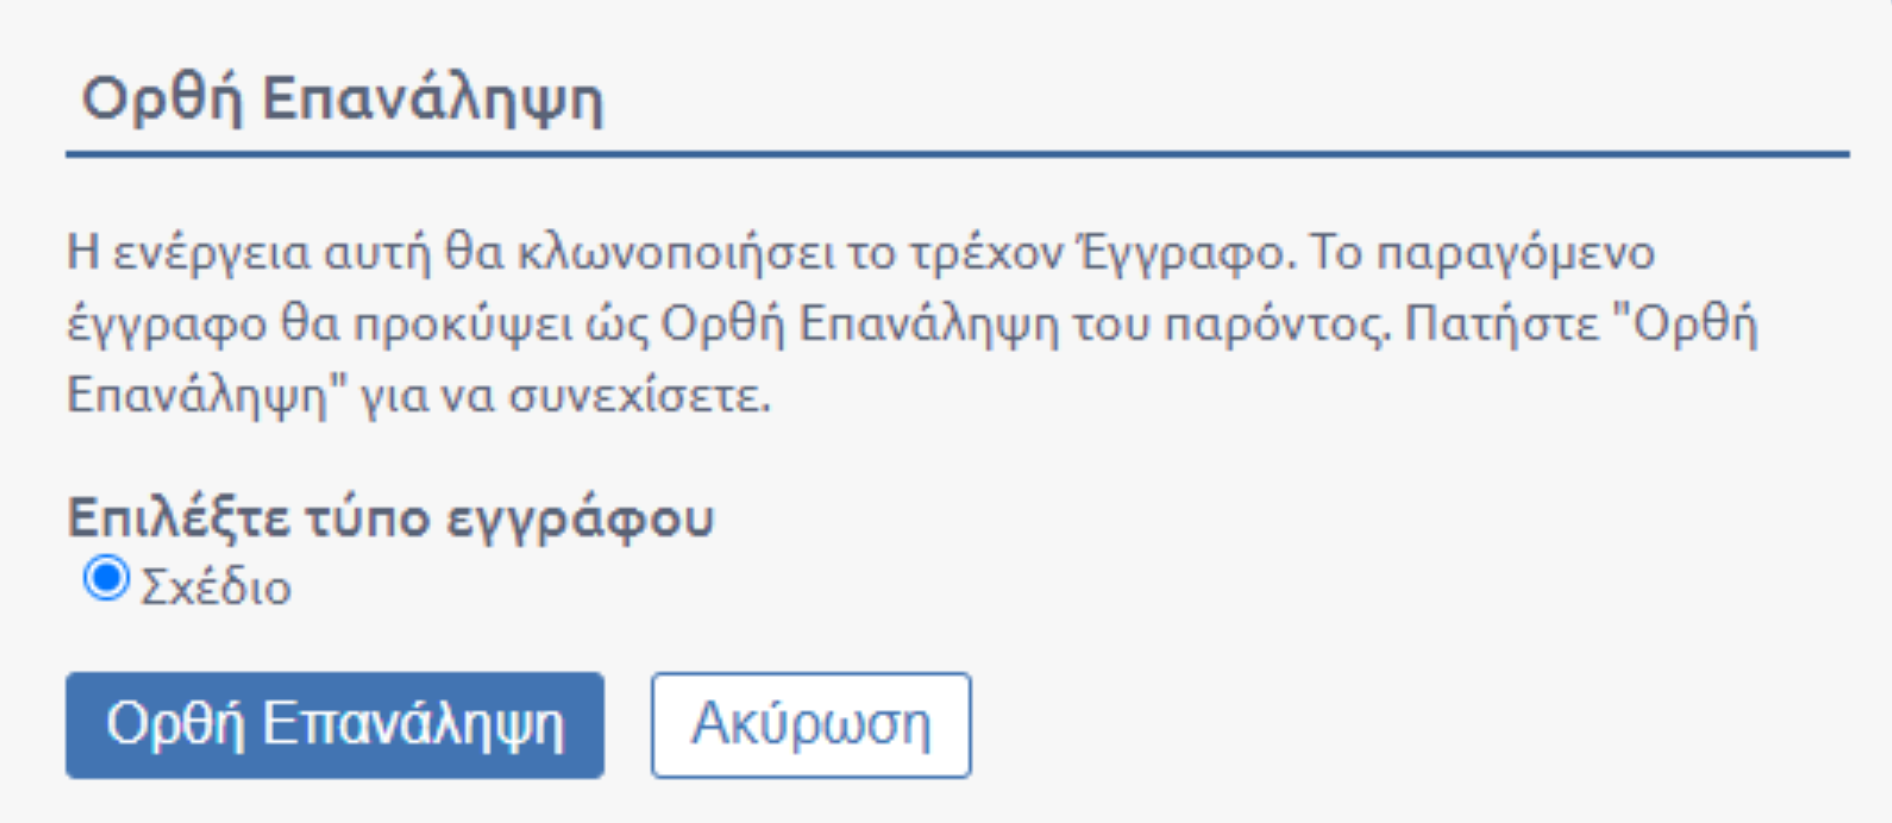 Ορθή Επανάληψη
Η ενέργεια αυτή θα κλωνοποιήσει το τρέχον Έγγραφο. Το παραγόμενο
έγγραφο θα προκύψει ώς Ορθή Επανάληψη του παρόντος. Πατήστε "Ορθή
Επανάληψη" για να συνεχίσετε.
Επιλέξτε τύπο εγγράφου
Σχέδιο
Ορθή Επανάληψη
Ακύρωση